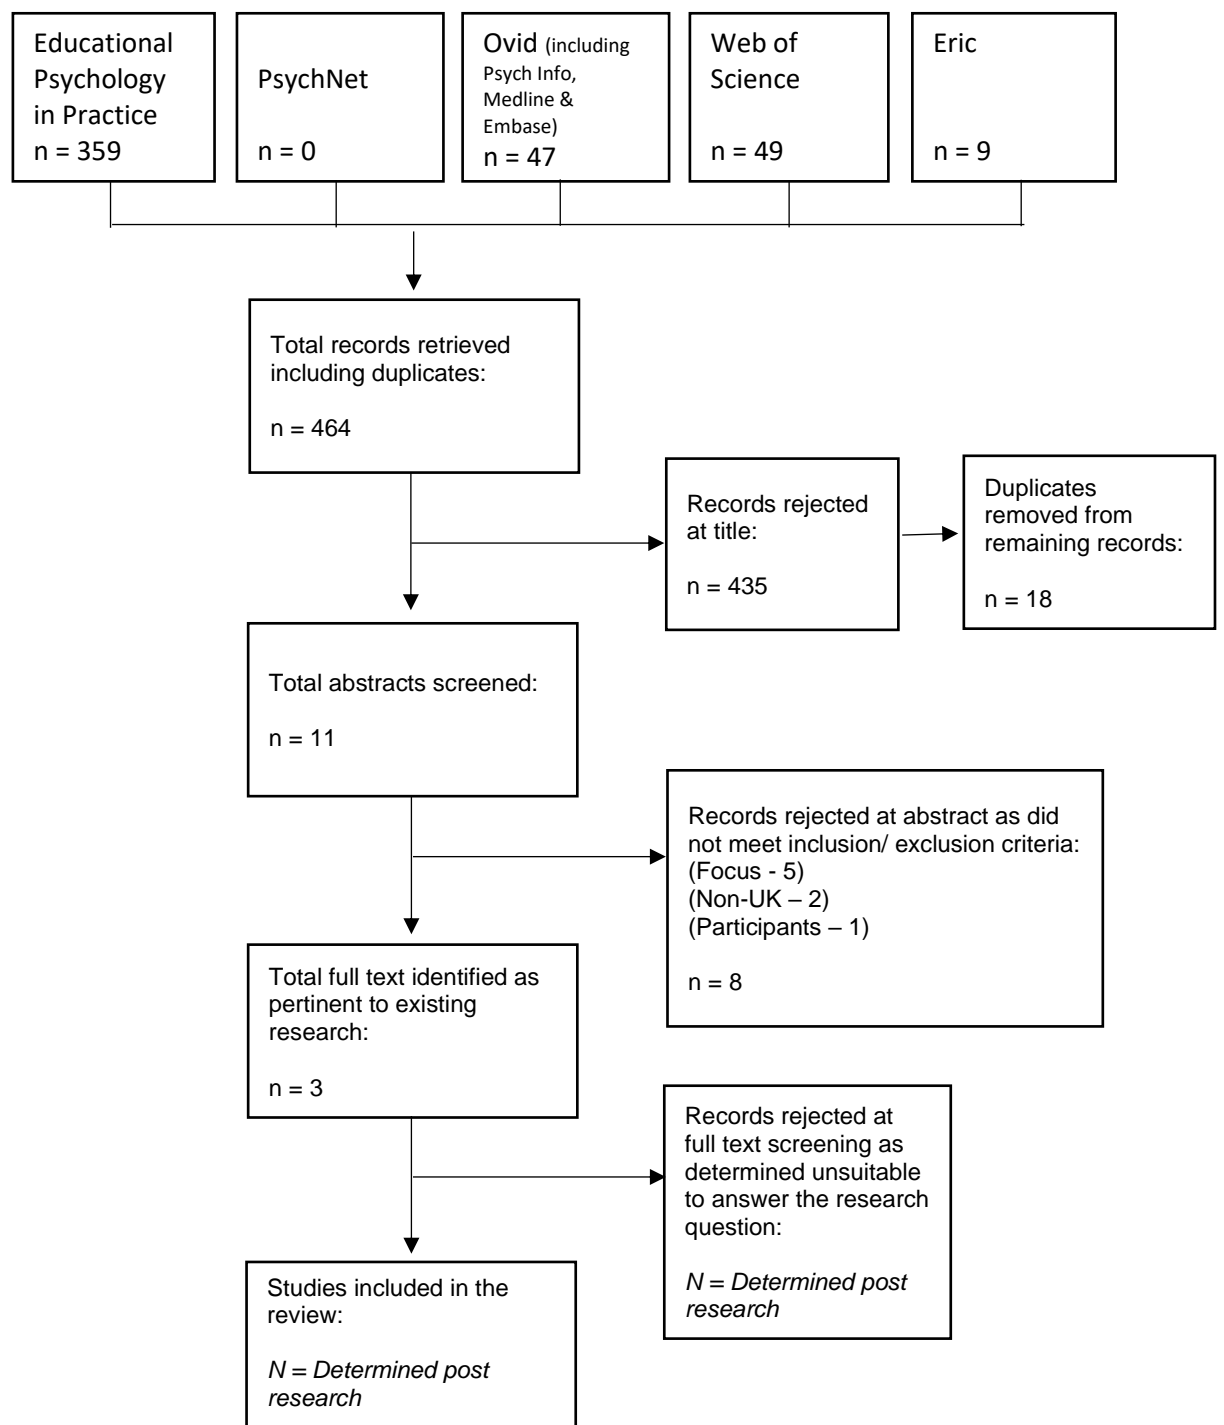 Educational
Psychology
in Practice
n = 359
PsychNet
n = 0
Ovid (including
Psych Info,
Medline &
Embase)
n = 47
Web of
Science
n = 49
Eric
n = 9
Total records retrieved
including duplicates:
n = 464
Records rejected
at title:
n = 435
Duplicates
removed from
remaining records:
n = 18
Total abstracts screened:
n = 11
Records rejected at abstract as did
not meet inclusion/ exclusion criteria:
(Focus - 5)
(Non-UK – 2)
(Participants – 1)
n = 8
Total full text identified as
pertinent to existing
research:
n = 3
Records rejected at
full text screening as
determined unsuitable
to answer the research
question:
N = Determined post
research
Studies included in the
review:
N = Determined post
research